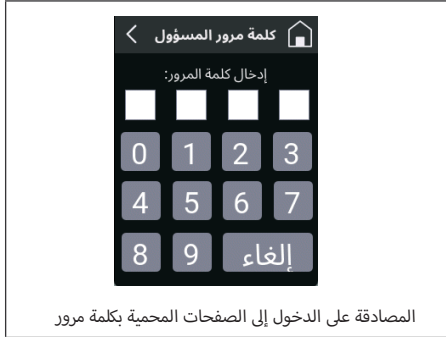 كلمة مرور المسؤول
إدخال كلمة المرور:
0 1 2 3
4 5 6 7
8 9 إلغاء
المصادقة على الدخول إلى الصفحات المحمية بكلمة مرور